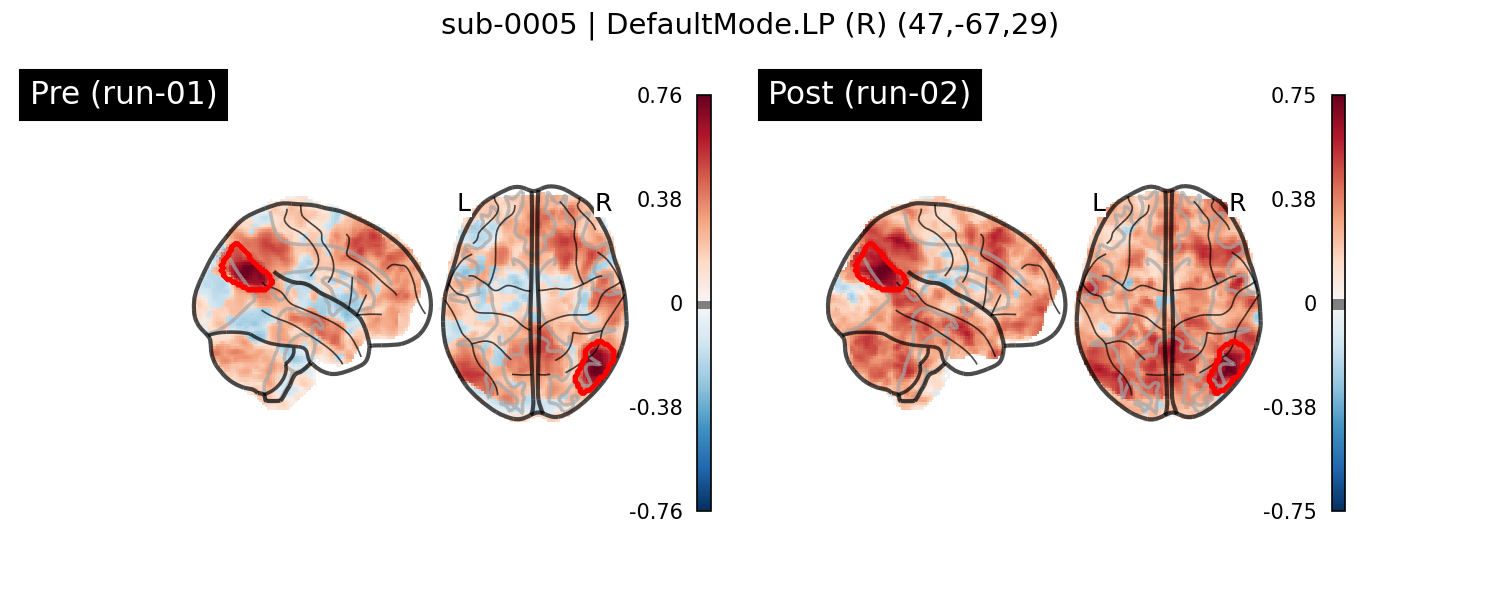 sub-0005 | DefaultMode.LP (R) (47,-67,29)
Pre (run-01)
L
R
0.76
0.38
0
-0.38
-0.76
Post (run-02)
L
R
0.75
0.38
0
-0.38
-0.75